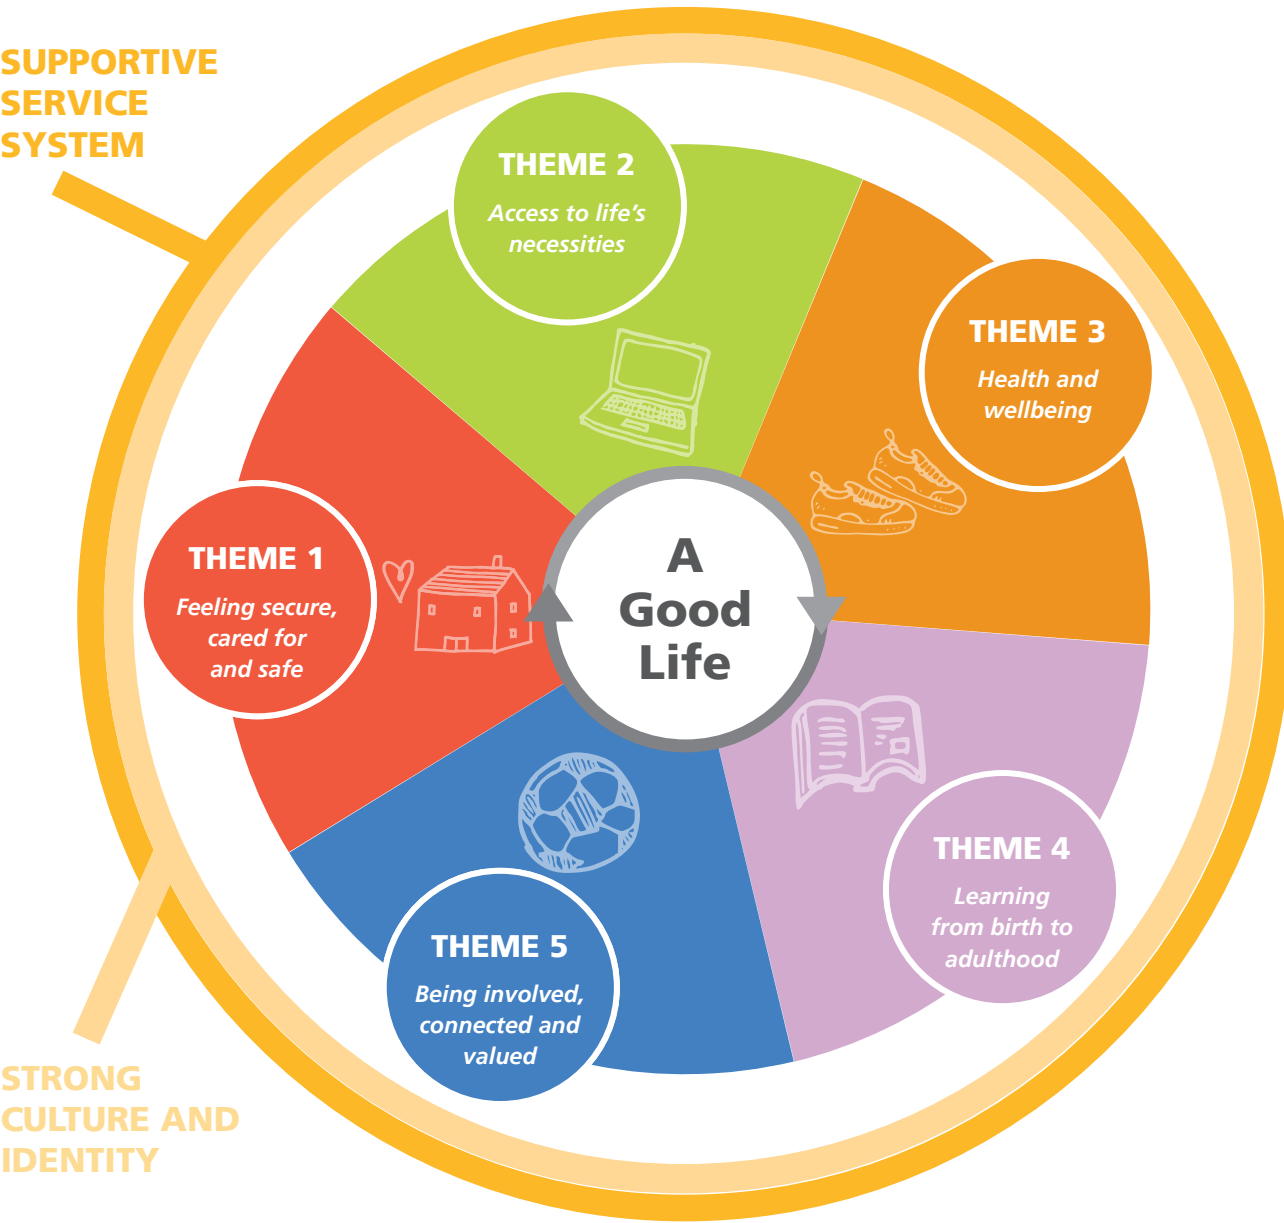 SUPPORTIVE
SERVICE
SYSTEM
THEME 2
Access to life's
necessities
THEME 3
Health and
wellbeing
THEME 1
Feeling secure,
cared for
and safe
A
Good
Life
THEME 4
Learning
from birth to
adulthood
THEME 5
Being involved,
connected and
valued
STRONG
CULTURE AND
IDENTITY